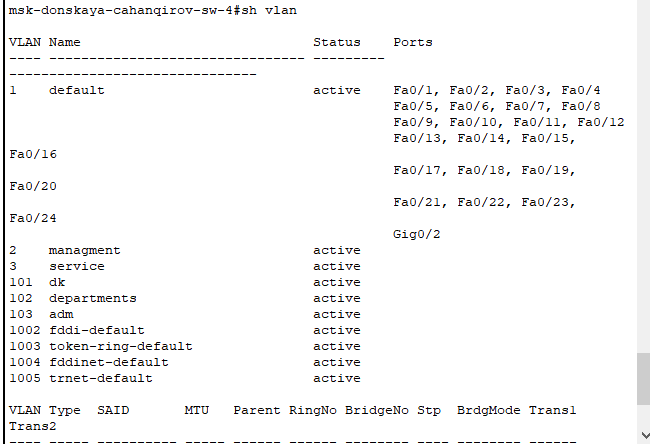 msk-donskaya-cahanqirov-sw-4#sh vlan
VLAN Name                             Status    Ports
---- -------------------------------- ---------
-------------------------------
1    default                          active    Fa0/1, Fa0/2, Fa0/3, Fa0/4
                                                Fa0/5, Fa0/6, Fa0/7, Fa0/8
                                                Fa0/9, Fa0/10, Fa0/11, Fa0/12
                                                Fa0/13, Fa0/14, Fa0/15,
Fa0/16
                                                Fa0/17, Fa0/18, Fa0/19,
Fa0/20
                                                Fa0/21, Fa0/22, Fa0/23,
Fa0/24
                                                Gig0/2
2    managment                        active
3    service                          active
101  dk                               active
102  departments                      active
103  adm                              active
1002 fddi-default                     active
1003 token-ring-default               active
1004 fddinet-default                  active
1005 trnet-default                    active
VLAN Type  SAID       MTU   Parent RingNo BridgeNo Stp  BrdgMode Trans1
Trans2
---- ----- ---------- ----- ------ ------ -------- ---- -------- ------